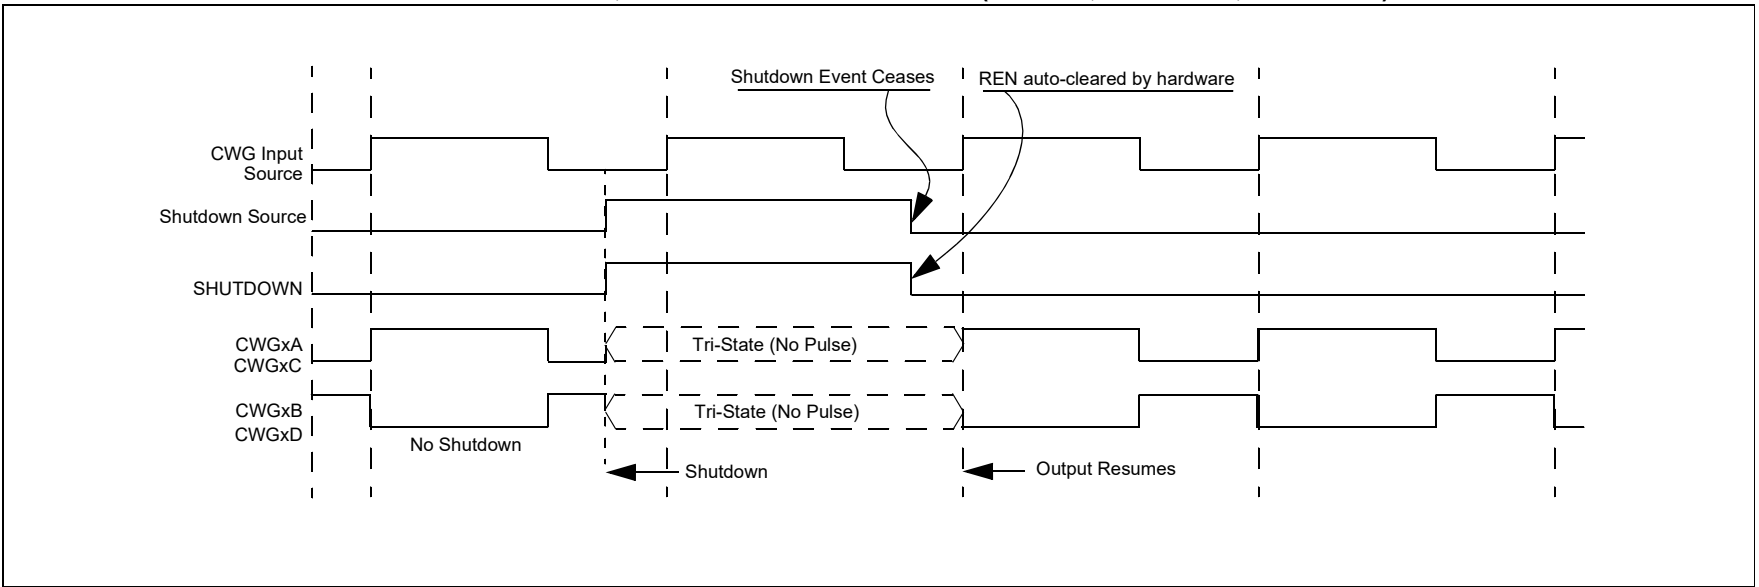 Shutdown Event Ceases
REN auto-cleared by hardware
CWG Input
Source
Shutdown Source
SHUTDOWN
CWGxA
CWGxC
Tri-State (No Pulse)
CWGxB
CWGxD
Tri-State (No Pulse)
No Shutdown
Shutdown
Output Resumes